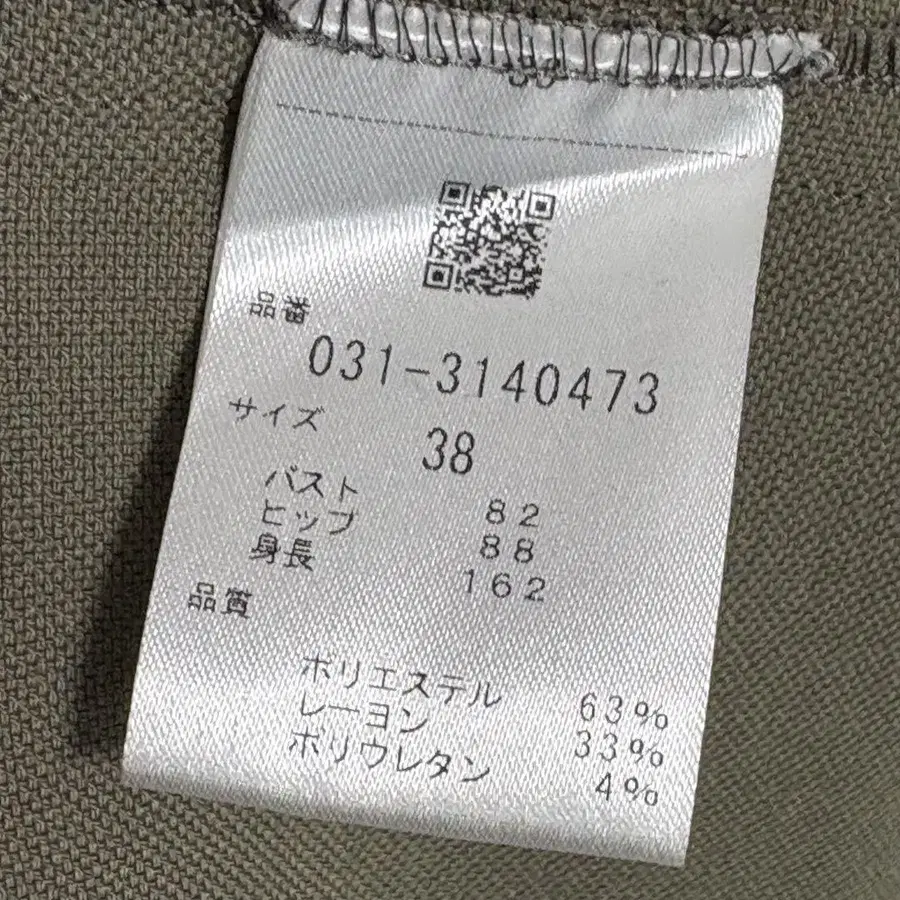 品番
031-3140473
サイズ
38
バスト 82
ヒップ 88
身長 162
品質
ポリエステル 63%
レーヨン 33%
ポリウレタン 4%